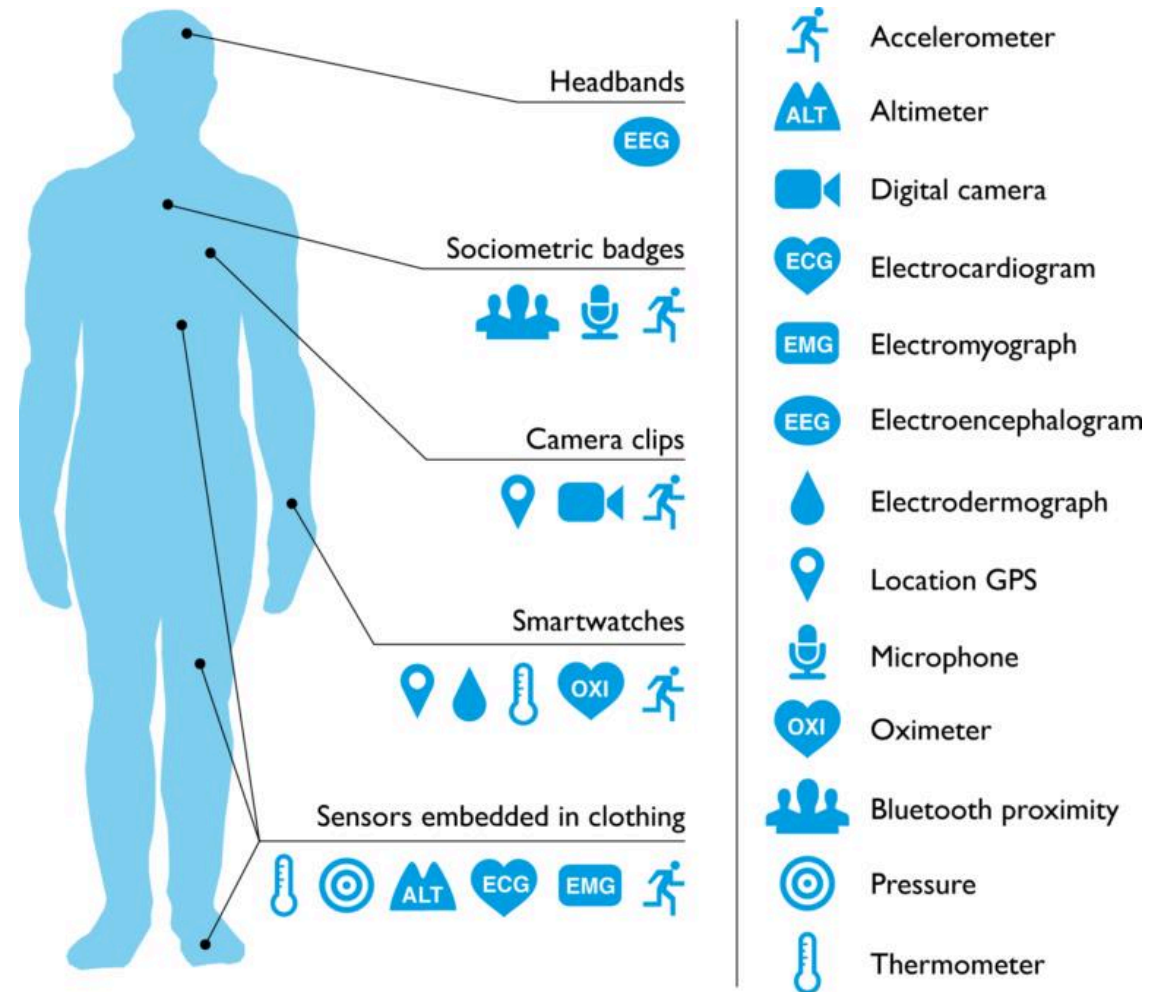 Headbands
EEG
Sociometric badges
Camera clips
Smartwatches
OXI
Sensors embedded in clothing
ALT ECG EMG
Accelerometer
ALT Altimeter
Digital camera
ECG Electrocardiogram
EMG Electromyograph
EEG Electroencephalogram
Electrodermograph
Location GPS
Microphone
OXI Oximeter
Bluetooth proximity
Pressure
Thermometer